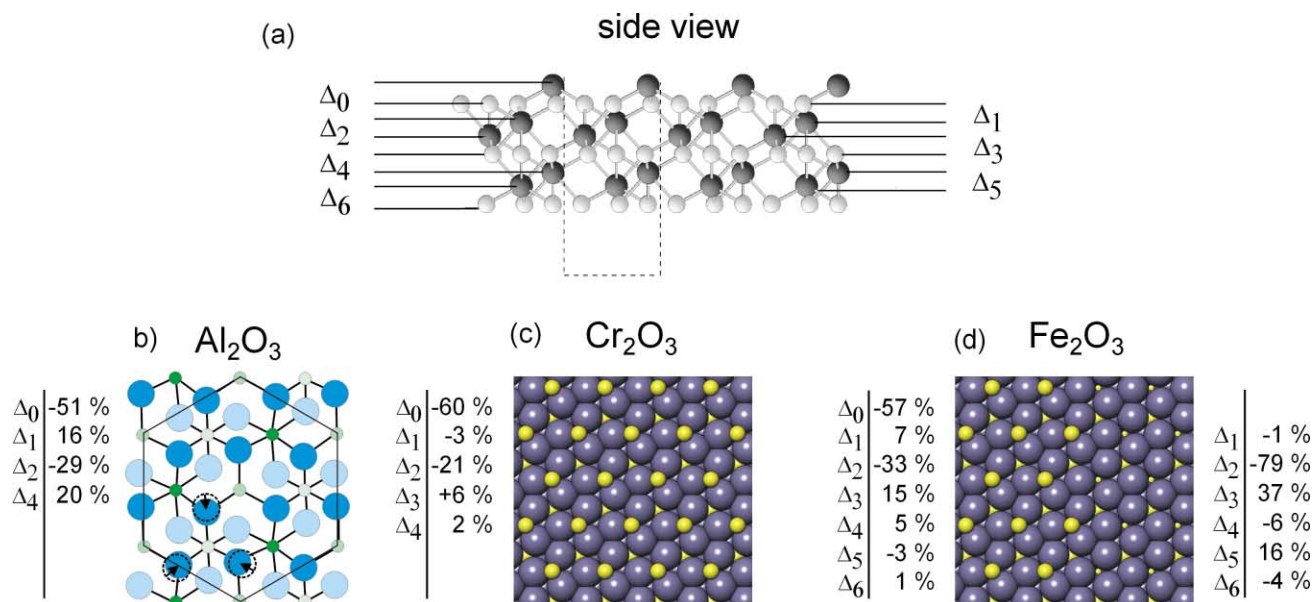 side view
(a)
Δ0
Δ2
Δ4
Δ6
Δ1
Δ3
Δ5
b) Al2O3
Δ0 -51 %
Δ1 16 %
Δ2 -29 %
Δ4 20 %
(c) Cr2O3
Δ0 -60 %
Δ1 -3 %
Δ2 -21 %
Δ3 +6 %
Δ4 2 %
(d) Fe2O3
Δ0 -57 %
Δ1 7 %
Δ2 -33 %
Δ3 15 %
Δ4 5 %
Δ5 -3 %
Δ6 1 %
Δ1 -1 %
Δ2 -79 %
Δ3 37 %
Δ4 -6 %
Δ5 16 %
Δ6 -4 %